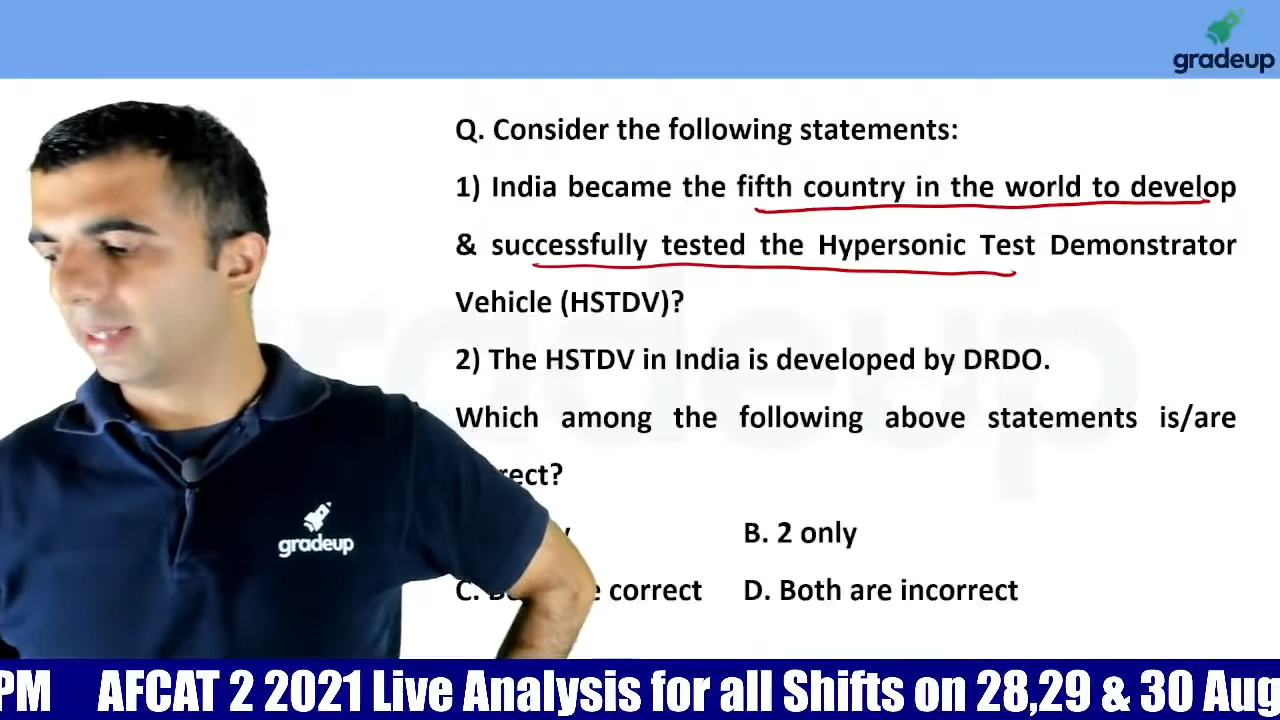 gradeup
Q. Consider the following statements:
1) India became the fifth country in the world to develop
& successfully tested the Hypersonic Test Demonstrator
Vehicle (HSTDV)?
2) The HSTDV in India is developed by DRDO.
Which among the following above statements is/are
rect?
B. 2 only
C. correct D. Both are incorrect
gradeup
PM AFCAT 2 2021 Live Analysis for all Shifts on 28,29 & 30 Aug